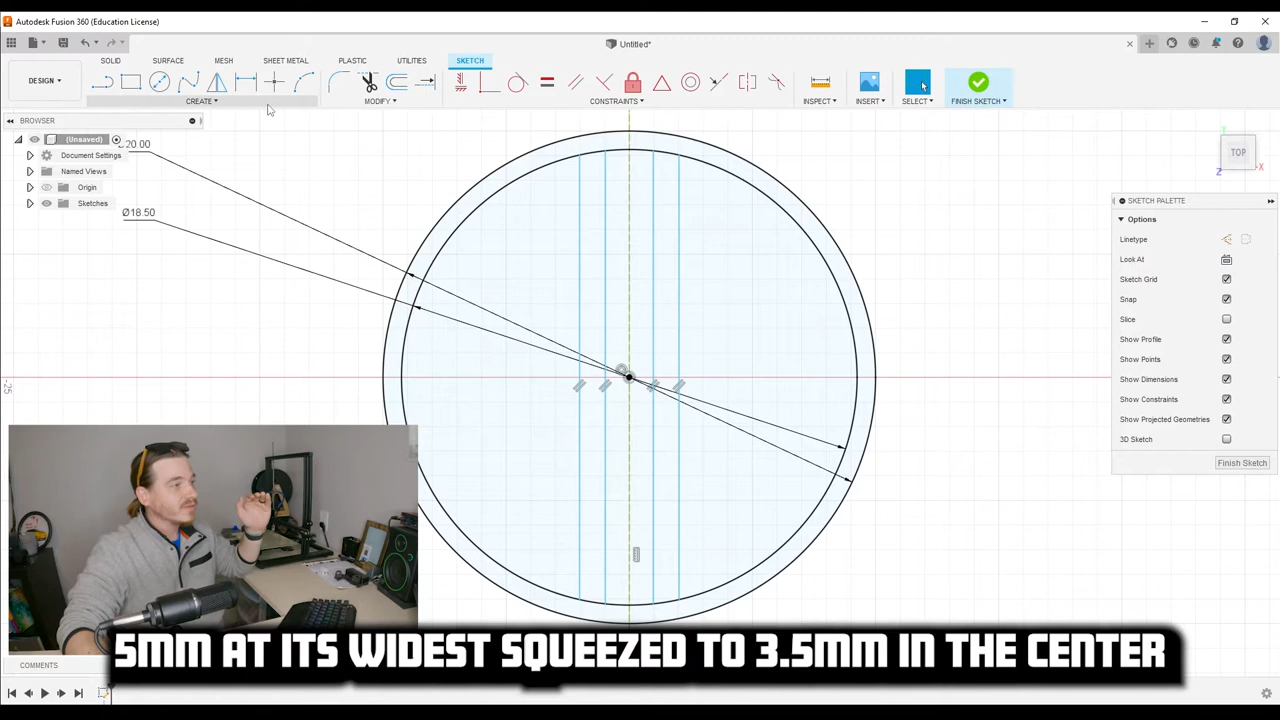 Autodesk Fusion 360 (Education License)
Untitled*
DESIGN
SOLID
SURFACE
MESH
SHEET METAL
PLASTIC
UTILITIES
SKETCH
CREATE
MODIFY
CONSTRAINTS
INSPECT
INSERT
SELECT
FINISH SKETCH
BROWSER
(Unsaved)
Document Settings
Named Views
Origin
Sketches
20.00
Ø18.50
-25
TOP
Y
X
Z
SKETCH PALETTE
Options
Linetype
Look At
Sketch Grid
Snap
Slice
Show Profile
Show Points
Show Dimensions
Show Constraints
Show Projected Geometries
3D Sketch
Finish Sketch
COMMENTS
5MM AT ITS WIDEST SQUEEZED TO 3.5MM IN THE CENTER